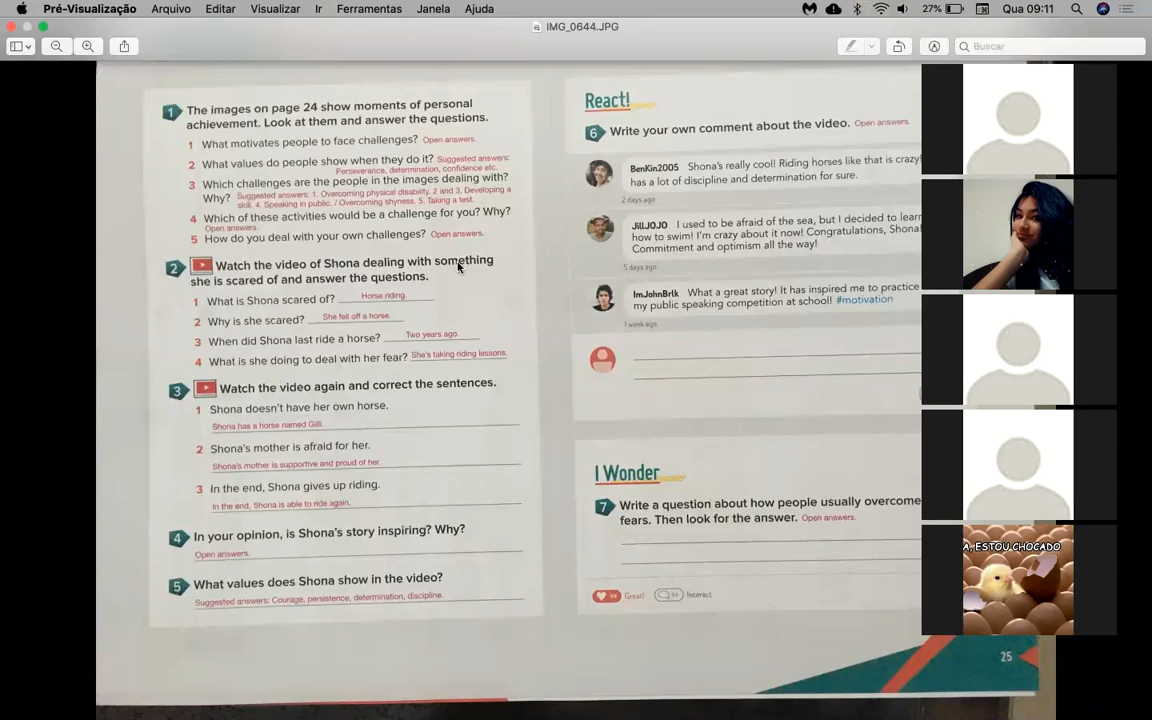 Pré-Visualização Arquivo Editar Visualizar Ir Ferramentas Janela Ajuda 27% Qua 09:11
IMG_0644.JPG
Buscar
1 The images on page 24 show moments of personal
achievement. Look at them and answer the questions.
1 What motivates people to face challenges? Open answers.
2 What values do people show when they do it? Suggested answers:
Perseverance, determination, confidence etc.
3 Which challenges are the people in the images dealing with?
Why? Suggested answers: 1. Overcoming physical disability. 2 and 3. Developing a
skill. 4. Speaking in public. / Overcoming shyness. 5. Taking a test.
4 Which of these activities would be a challenge for you? Why?
Open answers.
5 How do you deal with your own challenges? Open answers.
2 Watch the video of Shona dealing with something
she is scared of and answer the questions.
1 What is Shona scared of? Horse riding.
2 Why is she scared? She fell off a horse.
3 When did Shona last ride a horse? Two years ago.
4 What is she doing to deal with her fear? She's taking riding lessons.
3 Watch the video again and correct the sentences.
1 Shona doesn't have her own horse.
Shona has a horse named Gilli.
2 Shona's mother is afraid for her.
Shona's mother is supportive and proud of her.
3 In the end, Shona gives up riding.
In the end, Shona is able to ride again.
4 In your opinion, is Shona's story inspiring? Why?
Open answers.
5 What values does Shona show in the video?
Suggested answers: Courage, persistence, determination, discipline.
React!
6 Write your own comment about the video. Open answers.
BenKin2005 Shona's really cool! Riding horses like that is crazy!
has a lot of discipline and determination for sure.
2 days ago
JillJOJO I used to be afraid of the sea, but I decided to learn
how to swim! I'm crazy about it now! Congratulations, Shona!
Commitment and optimism all the way!
5 days ago
ImJohnBrlk What a great story! It has inspired me to practice
my public speaking competition at school! #motivation
1 week ago
I Wonder
7 Write a question about how people usually overcome
fears. Then look for the answer. Open answers.
Great! Interact
25
A, ESTOU CHOCADO